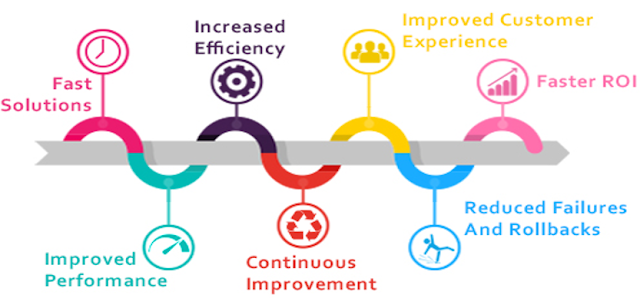 Fast
Solutions
Improved
Performance
Increased
Efficiency
Continuous
Improvement
Improved Customer
Experience
Reduced Failures
And Rollbacks
Faster ROI